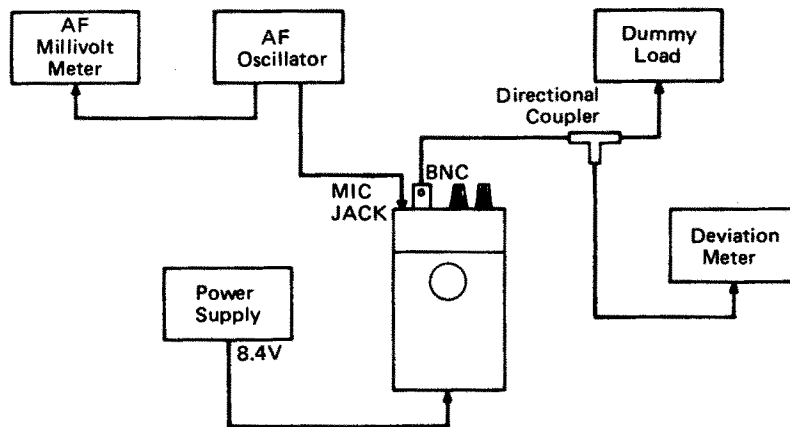 AF
Millivolt
Meter
AF
Oscillator
Dummy
Load
Directional
Coupler
BNC
MIC
JACK
Deviation
Meter
Power
Supply
8.4V